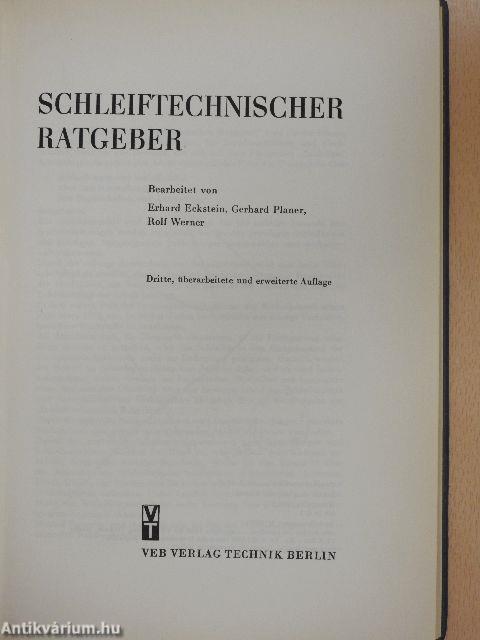 SCHLEIFTECHNISCHER
RATGEBER
Bearbeitet von
Erhard Eckstein, Gerhard Planer,
Rolf Werner
Dritte, überarbeitete und erweiterte Auflage
VT
VEB VERLAG TECHNIK BERLIN
Antikvárium.hu